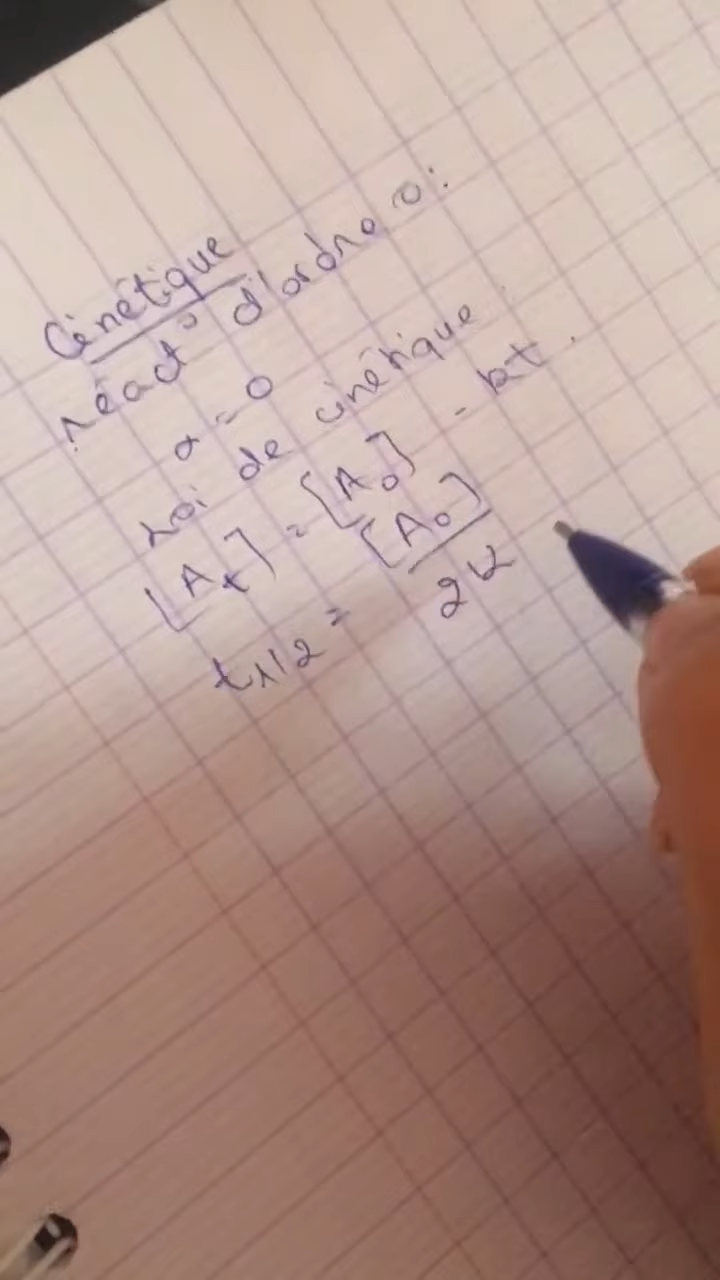 Cinétique
réact° d'ordre 0:
α = 0
Loi de cinétique:
[At] = [A0] - kt.
t1/2 = [A0]/2k